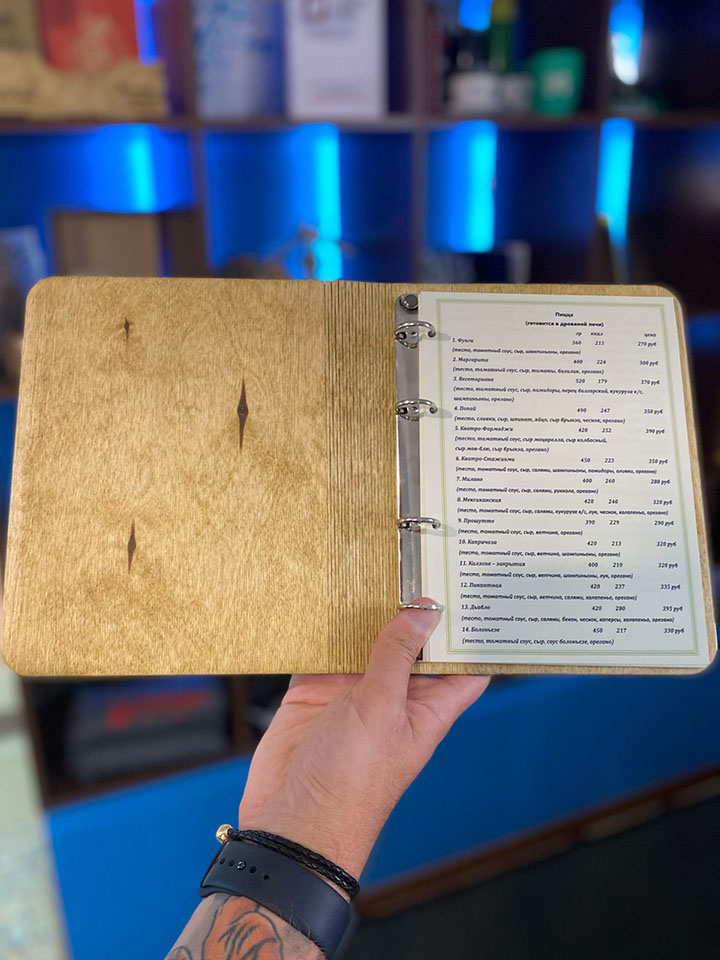 Пицца
(готовится в дровяной печи)
гр ккал цена
1. Фунги 360 215 270 руб
(тесто, томатный соус, сыр, шампиньоны, орегано)
2. Маргарита 400 224 300 руб
(тесто, томатный соус, сыр, томаты, базилик, орегано)
3. Вегетариана 520 179 370 руб
(тесто, томатный соус, сыр, помидоры, перец болгарский, кукуруза к/с,
шампиньоны, орегано)
4. Попай 490 247 350 руб
(тесто, сливки, сыр, шпинат, яйцо, сыр брынза, чеснок, орегано)
5. Кватро-Формаджи 420 252 390 руб
(тесто, томатный соус, сыр моцарелла, сыр колбасный,
сыр мов-блю, сыр брынза, орегано)
6. Кватро-Стажиони 450 223 350 руб
(тесто, томатный соус, сыр, салями, шампиньоны, помидоры, оливки, орегано)
7. Милано 400 260 280 руб
(тесто, томатный соус, сыр, салями, руккола, орегано)
8. Мексиканская 420 240 320 руб
(тесто, томатный соус, сыр, салями, кукуруза к/с, лук, чеснок, халапенью, орегано)
9. Прошутто 390 229 290 руб
(тесто, томатный соус, сыр, ветчина, орегано)
10. Капричеза 420 213 320 руб
(тесто, томатный соус, сыр, ветчина, шампиньоны, орегано)
11. Калзоне – закрытая 400 210 320 руб
(тесто, томатный соус, сыр, ветчина, шампиньоны, лук, орегано)
12. Пикантная 420 237 335 руб
(тесто, томатный соус, сыр, ветчина, салями, халапенью, орегано)
13. Дьябло 420 280 395 руб
(тесто, томатный соус, сыр, салями, бекон, чеснок, каперсы, халапенью, орегано)
14. Болоньезе 450 217 330 руб
(тесто, томатный соус, сыр, соус болоньезе, орегано)